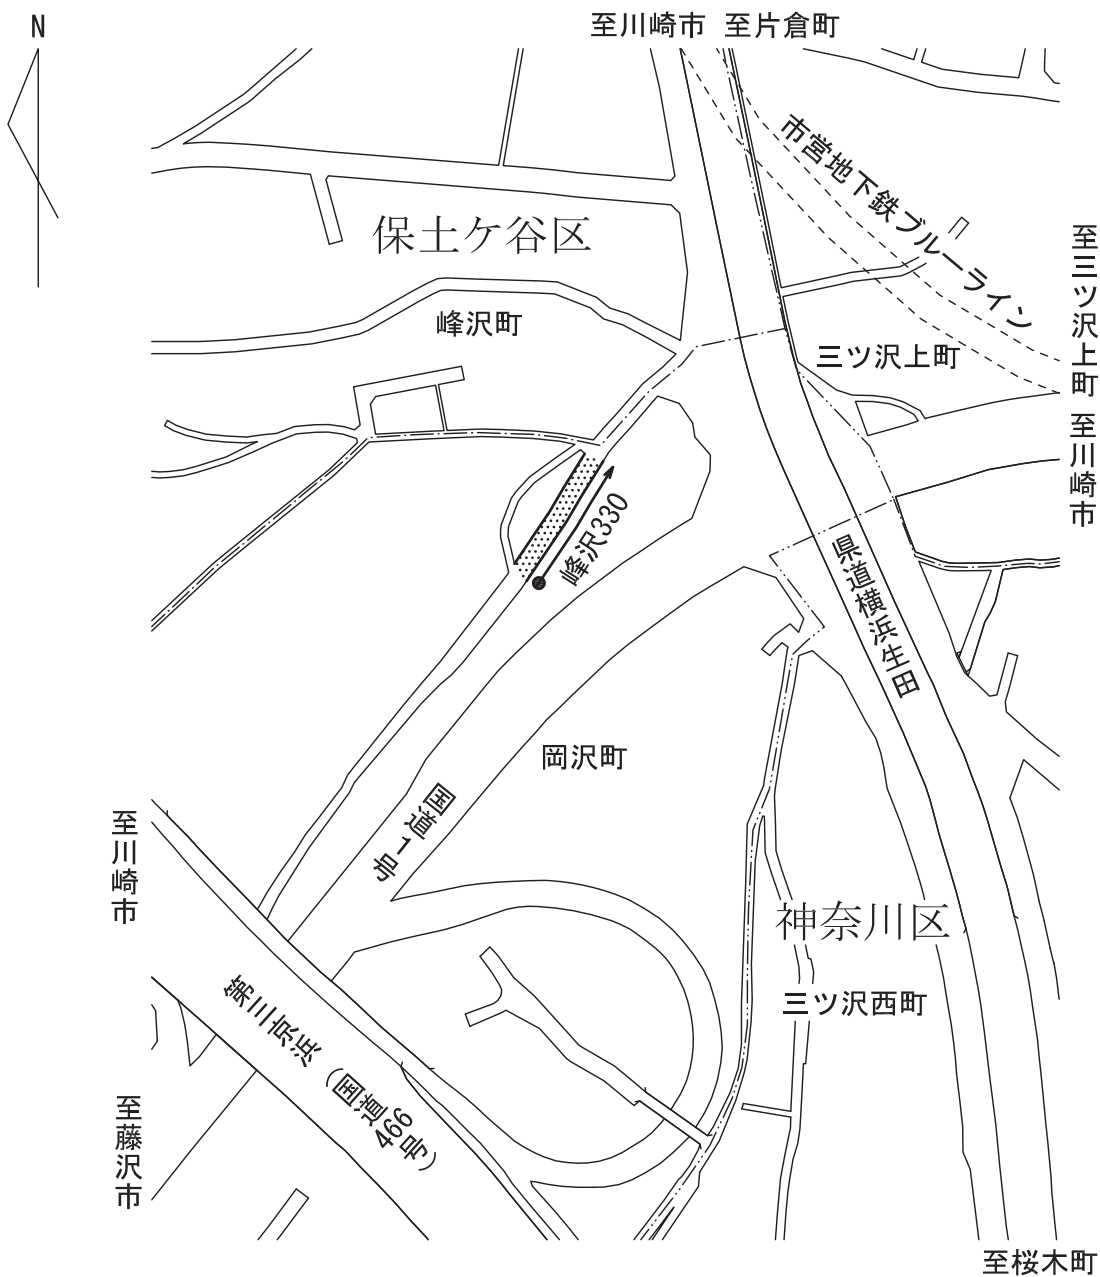 N
至川崎市 至片倉町
市営地下鉄ブルーライン
保土ケ谷区
至三ツ沢上町
峰沢町
三ツ沢上町
至川崎市
峰沢330
県道横浜生田
岡沢町
国道1号
至川崎市
神奈川区
三ツ沢西町
第三京浜(国道466号)
至藤沢市
至桜木町